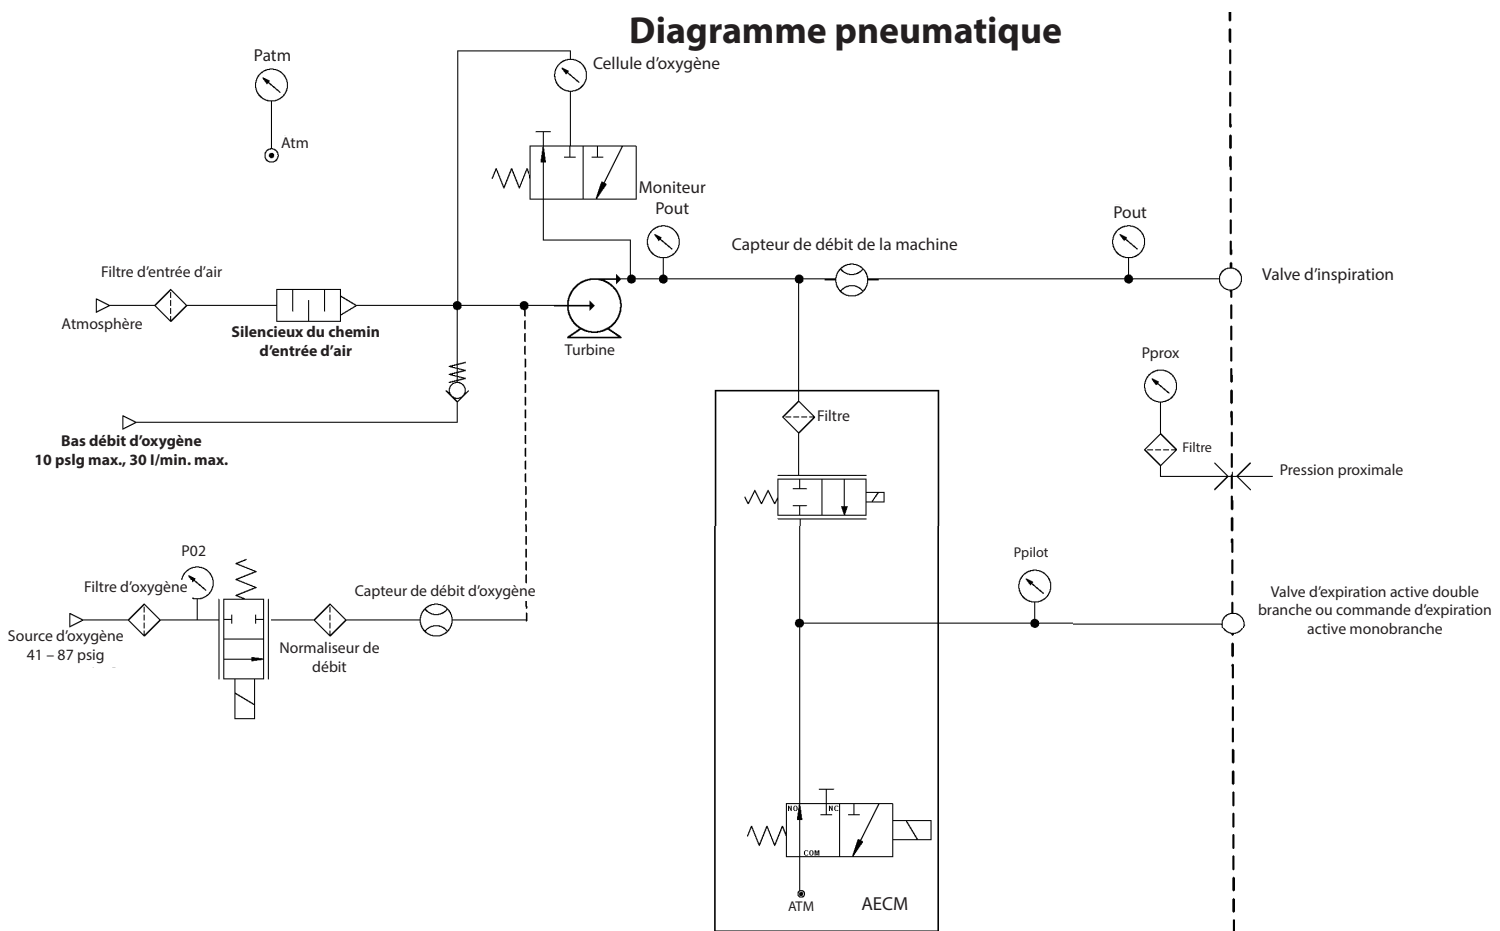 Diagramme pneumatique
Patm
Atm
Cellule d'oxygène
Moniteur
Pout
Capteur de débit de la machine
Pout
Valve d'inspiration
Filtre d'entrée d'air
Atmosphère
Silencieux du chemin
d'entrée d'air
Turbine
Pprox
Filtre
Pression proximale
Filtre
Bas débit d'oxygène
10 pslg max., 30 l/min. max.
P02
Filtre d'oxygène
Source d'oxygène
41 – 87 psig
Normaliseur de
débit
Capteur de débit d'oxygène
Ppilot
Valve d'expiration active double
branche ou commande d'expiration
active monobranche
NO
NC
COM
ATM
AECM